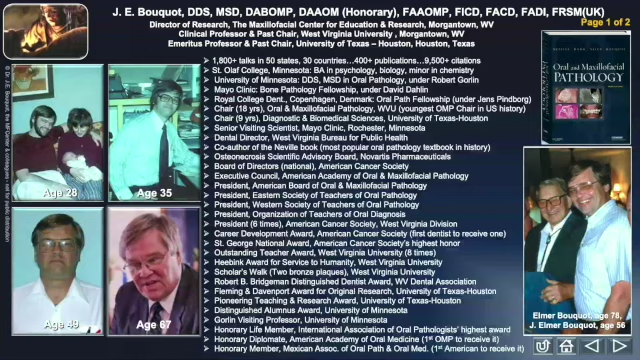 J. E. Bouquot, DDS, MSD, DABOMP, DAAOM (Honorary), FAAOMP, FICD, FACD, FADI, FRSM(UK)
Director of Research, The Maxillofacial Center for Education & Research, Morgantown, WV
Page 1 of 2
Clinical Professor & Past Chair, West Virginia University , Morgantown, WV
Emeritus Professor & Past Chair, University of Texas – Houston, Houston, Texas
➢ 1,800+ talks in 50 states, 30 countries…400+ publications…9,500+ citations
➢ St. Olaf College, Minnesota: BA in psychology, biology, minor in chemistry
➢ University of Minnesota: DDS, MSD in Oral Pathology, under Robert Gorlin
➢ Mayo Clinic: Bone Pathology Fellowship, under David Dahlin
➢ Royal College Dent., Copenhagen, Denmark: Oral Path Fellowship (under Jens Pindborg)
➢ Chair (18 yrs), Oral & Maxillofacial Pathology, WVU (youngest OMP Chair in US history)
➢ Chair (9 yrs), Diagnostic & Biomedical Sciences, University of Texas-Houston
➢ Senior Visiting Scientist, Mayo Clinic, Rochester, Minnesota
➢ Dental Director, West Virginia Bureau for Public Health
➢ Co-author of the Neville book (most popular oral pathology textbook in history)
➢ Osteonecrosis Scientific Advisory Board, Novartis Pharmaceuticals
➢ Board of Directors (national), American Cancer Society
➢ Executive Council, American Academy of Oral & Maxillofacial Pathology
➢ President, American Board of Oral & Maxillofacial Pathology
➢ President, Eastern Society of Teachers of Oral Pathology
➢ President, Western Society of Teachers of Oral Pathology
➢ President, Organization of Teachers of Oral Diagnosis
➢ President (6 times), American Cancer Society, West Virginia Division
➢ Career Development Award, American Cancer Society (first dentist to receive one)
➢ St. George National Award, American Cancer Society's highest honor
➢ Outstanding Teacher Award, West Virginia University (8 times)
➢ Heebink Award for Service to Humanity, West Virginia University
➢ Scholar's Walk (Two bronze plaques), West Virginia University
➢ Robert B. Bridgeman Distinguished Dentist Award, WV Dental Association
➢ Fleming & Davenport Award for Original Research, University of Texas-Houston
➢ Pioneering Teaching & Research Award, University of Texas-Houston
➢ Distinguished Alumnus Award, University of Minnesota
➢ Gorlin Visiting Professor, University of Minnesota
➢ Honorary Life Member, International Association of Oral Pathologists' highest award
➢ Honorary Diplomate, American Academy of Oral Medicine (1st OMP to receive it)
➢ Honorary Member, Mexican Assoc. of Oral Path & Oral Med. (1st American to receive it)
Age 28
Age 35
Age 49
Age 67
Oral and Maxillofacial
PATHOLOGY
Elmer Bouquot, age 78,
J. Elmer Bouquot, age 56